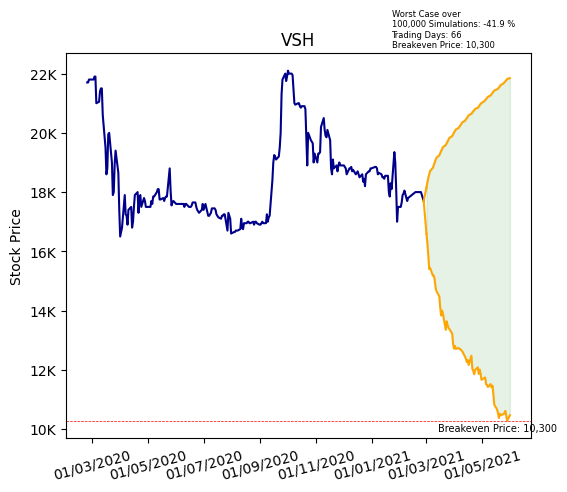 Worst Case over
100,000 Simulations: -41.9 %
Trading Days: 66
Breakeven Price: 10,300
VSH
Stock Price
22K
20K
18K
16K
14K
12K
10K
Breakeven Price: 10,300
01/03/2020 01/05/2020 01/07/2020 01/09/2020 01/11/2020 01/01/2021 01/03/2021 01/05/2021